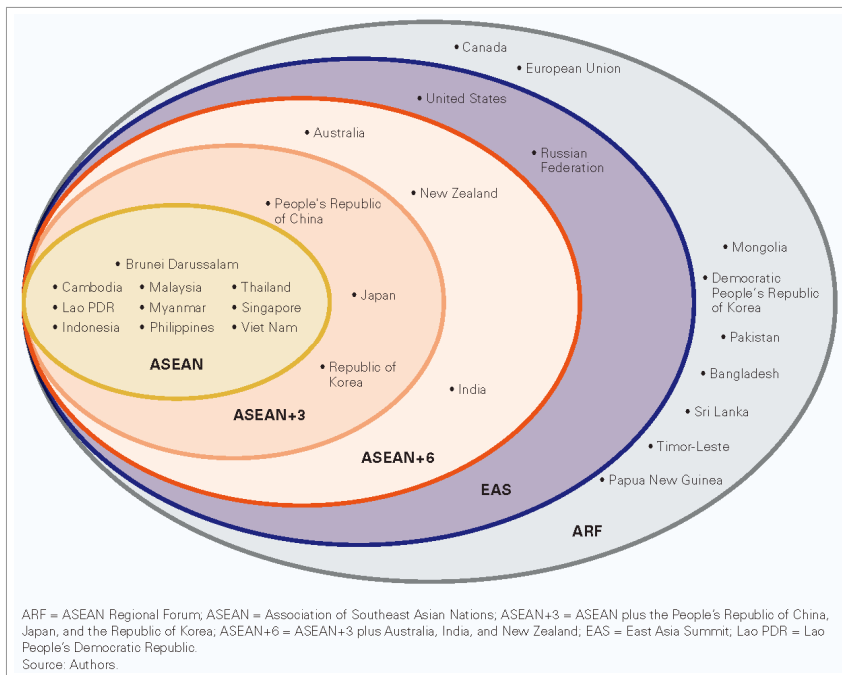 • Canada
• European Union
• United States
• Australia
• Russian
Federation
• New Zealand
• People's Republic
of China
• Mongolia
• Brunei Darussalam
• Democratic
People's Republic
of Korea
• Cambodia • Malaysia • Thailand
• Japan
• Lao PDR • Myanmar • Singapore
• Indonesia • Philippines • Viet Nam
• Pakistan
ASEAN
• Republic of
Korea
• Bangladesh
• India
ASEAN+3
• Sri Lanka
• Timor-Leste
ASEAN+6
• Papua New Guinea
EAS
ARF
ARF = ASEAN Regional Forum; ASEAN = Association of Southeast Asian Nations; ASEAN+3 = ASEAN plus the People's Republic of China,
Japan, and the Republic of Korea; ASEAN+6 = ASEAN+3 plus Australia, India, and New Zealand; EAS = East Asia Summit; Lao PDR = Lao
People's Democratic Republic.
Source: Authors.